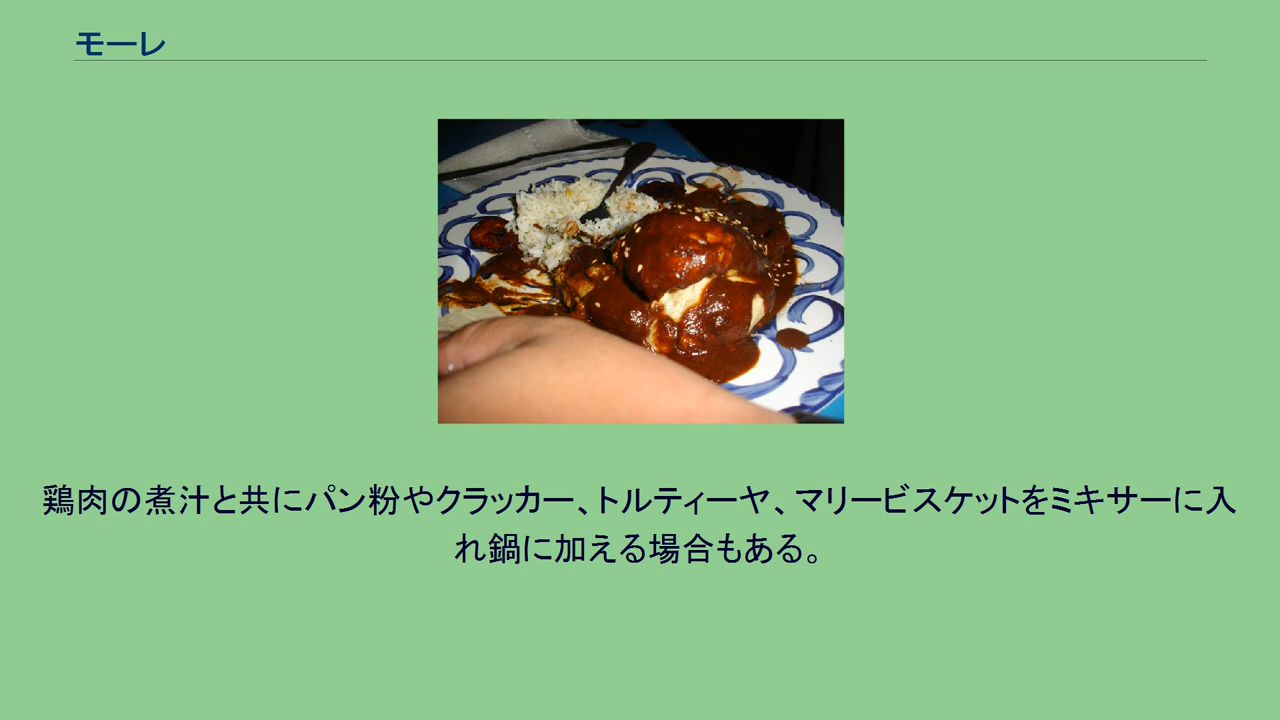 モーレ
鶏肉の煮汁と共にパン粉やクラッカー、トルティーヤ、マリービスケットをミキサーに入
れ鍋に加える場合もある。